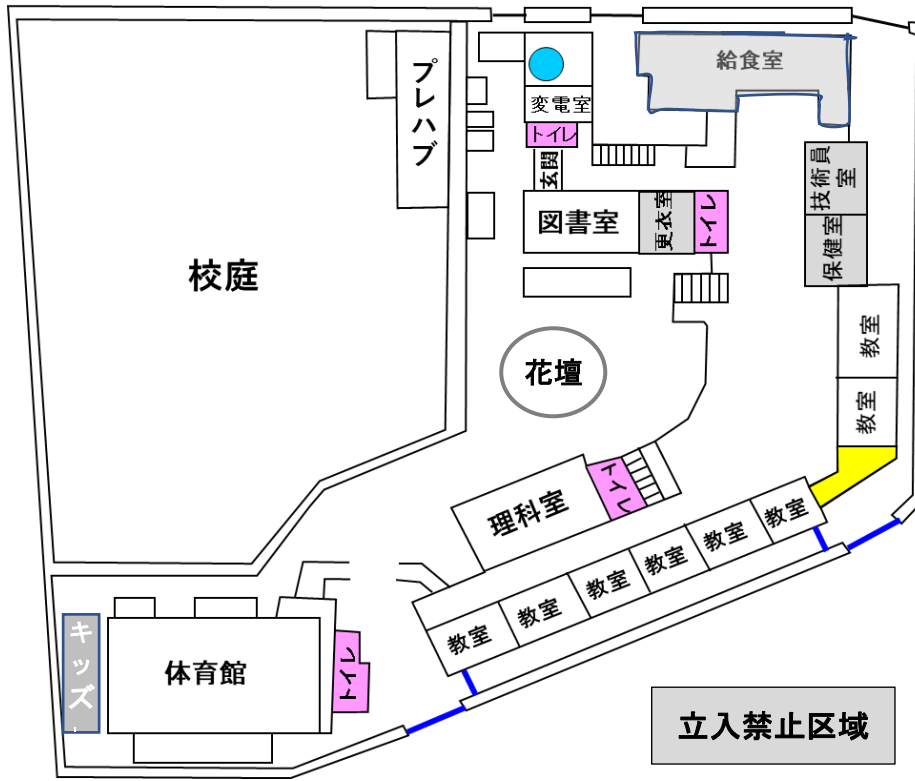 給食室
プレハブ
変電室
トイレ
玄関
技術員室
図書室
更衣室
トイレ
保健室
校庭
教室
花壇
教室
トイレ
理科室
教室
教室
教室
教室
教室
教室
キッズ
体育館
トイレ
立入禁止区域